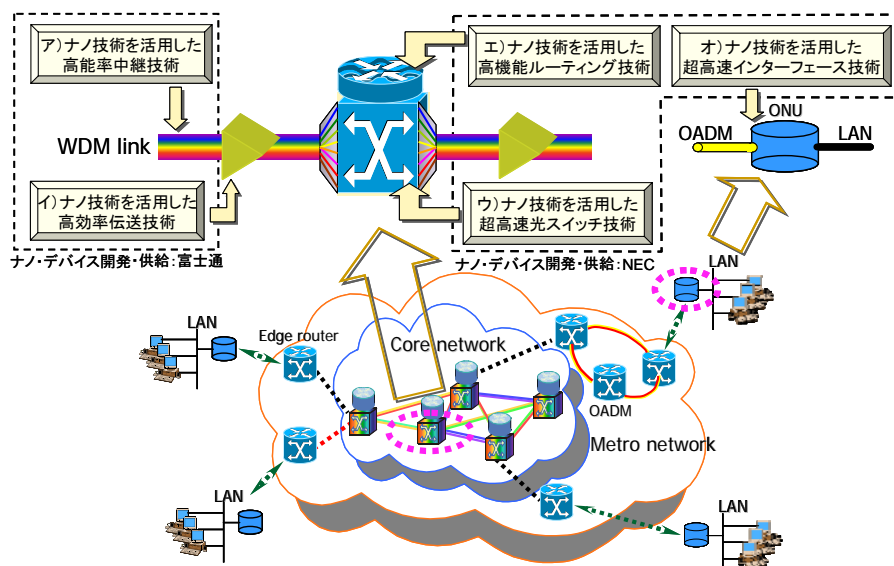 ア）ナノ技術を活用した
高能率中継技術
エ）ナノ技術を活用した
高機能ルーティング技術
オ）ナノ技術を活用した
超高速インターフェース技術
ONU
OADM
LAN
WDM link
イ）ナノ技術を活用した
高効率伝送技術
ウ）ナノ技術を活用した
超高速光スイッチ技術
ナノ・デバイス開発・供給：富士通
ナノ・デバイス開発・供給：NEC
LAN
LAN
Edge router
Core network
OADM
Metro network
LAN
LAN